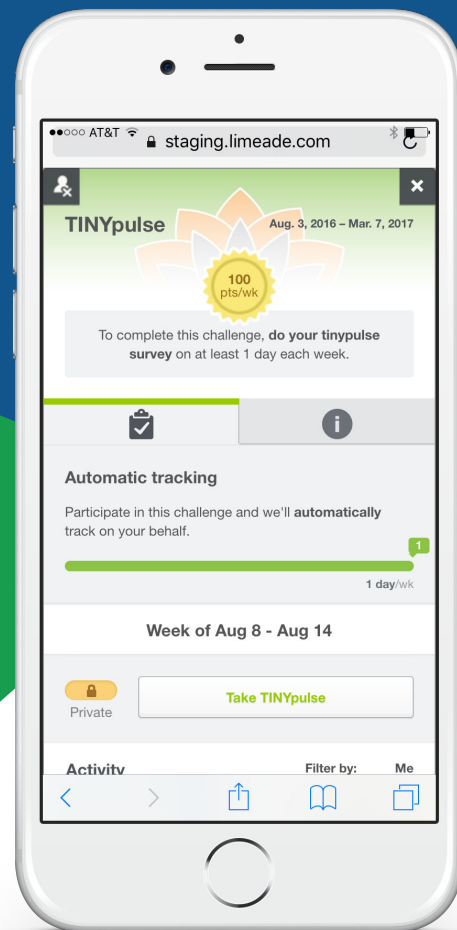 AT&T staging.limeade.com
TINYpulse
Aug. 3, 2016 – Mar. 7, 2017
100
pts/wk
To complete this challenge, do your tinypulse
survey on at least 1 day each week.
i
Automatic tracking
Participate in this challenge and we'll automatically
track on your behalf.
1
1 day/wk
Week of Aug 8 - Aug 14
Private
Take TINYpulse
Activity
Filter by: Me